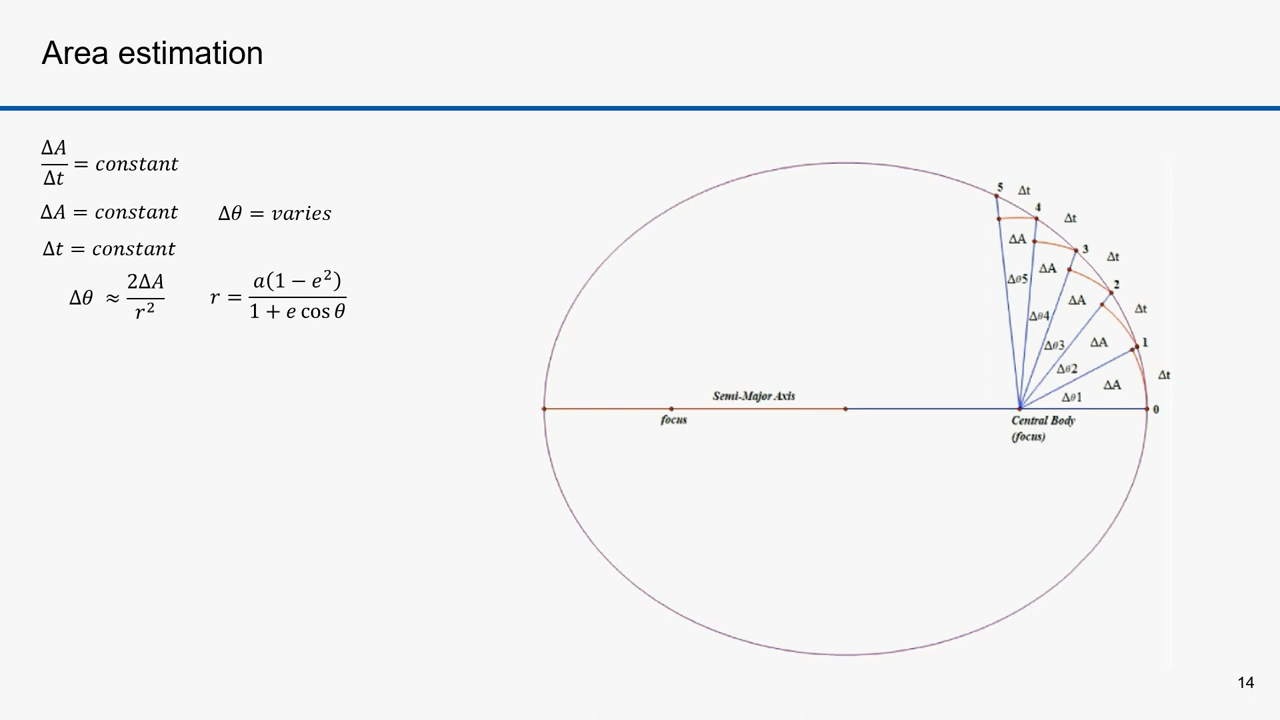 Area estimation
ΔA/Δt = constant
ΔA = constant Δθ = varies
Δt = constant
Δθ ≈ 2ΔA/r² r = a(1 − e²)/(1 + e cos θ)
5 Δt
4 Δt
3 Δt
2 Δt
1 Δt
0
ΔA
ΔA
ΔA
ΔA
ΔA
Δθ5
Δθ4
Δθ3
Δθ2
Δθ1
Semi-Major Axis
focus
Central Body
(focus)
14